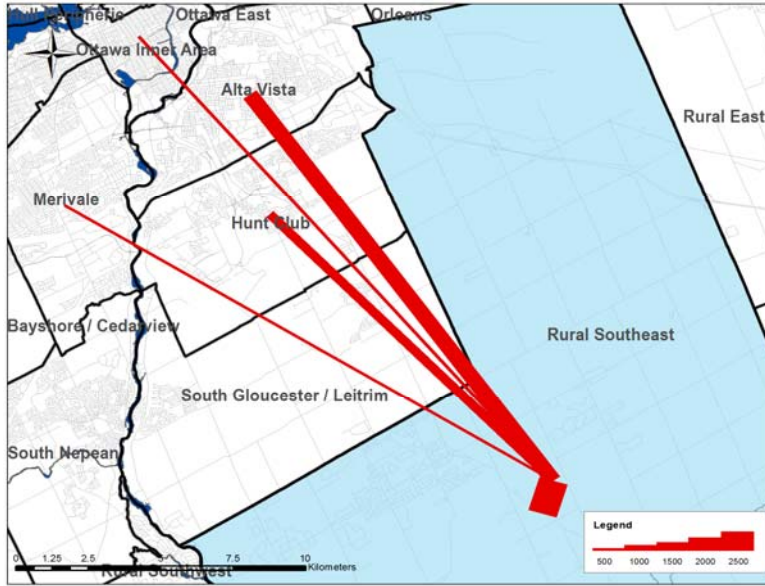 Ottawa East
Orleans
Ottawa Inner Area
Alta Vista
Rural East
Merivale
Hunt Club
Bayshore / Cedarview
Rural Southeast
South Gloucester / Leitrim
South Nepean
Legend
500 1000 1500 2000 2500
0 1.25 2.5 5 7.5 10
Kilometers
Rural Southwest